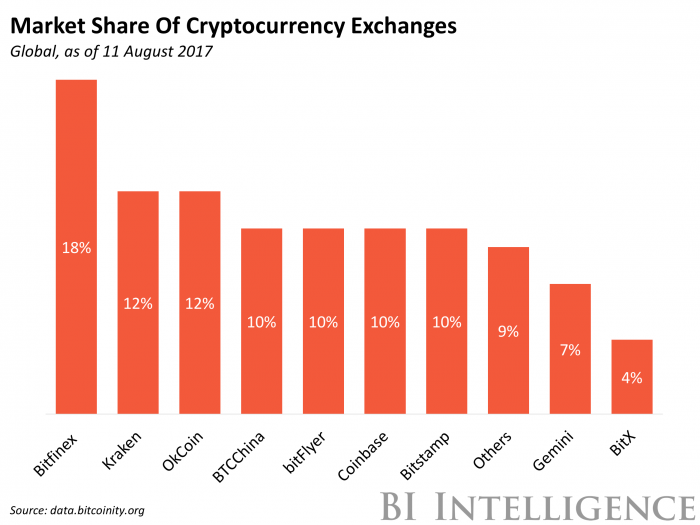 Market Share Of Cryptocurrency Exchanges
Global, as of 11 August 2017
18%
12%
12%
10%
10%
10%
10%
9%
7%
4%
Bitfinex
Kraken
OkCoin
BTCChina
bitFlyer
Coinbase
Bitstamp
Others
Gemini
BitX
Source: data.bitcoinity.org
BI INTELLIGENCE